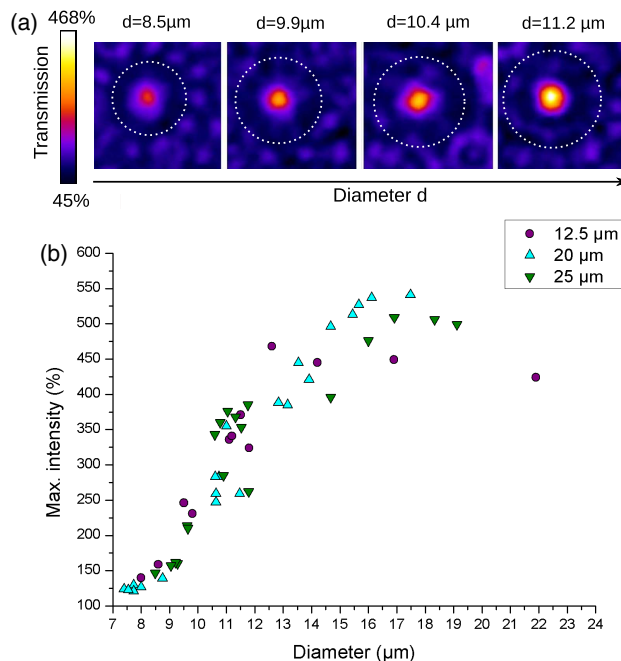 (a)
468%
Transmission
45%
d=8.5µm
d=9.9µm
d=10.4 µm
d=11.2 µm
Diameter d
(b)
12.5 µm
20 µm
25 µm
600
550
500
450
400
350
300
250
200
150
100
Max. intensity (%)
7 8 9 10 11 12 13 14 15 16 17 18 19 20 21 22 23 24
Diameter (µm)